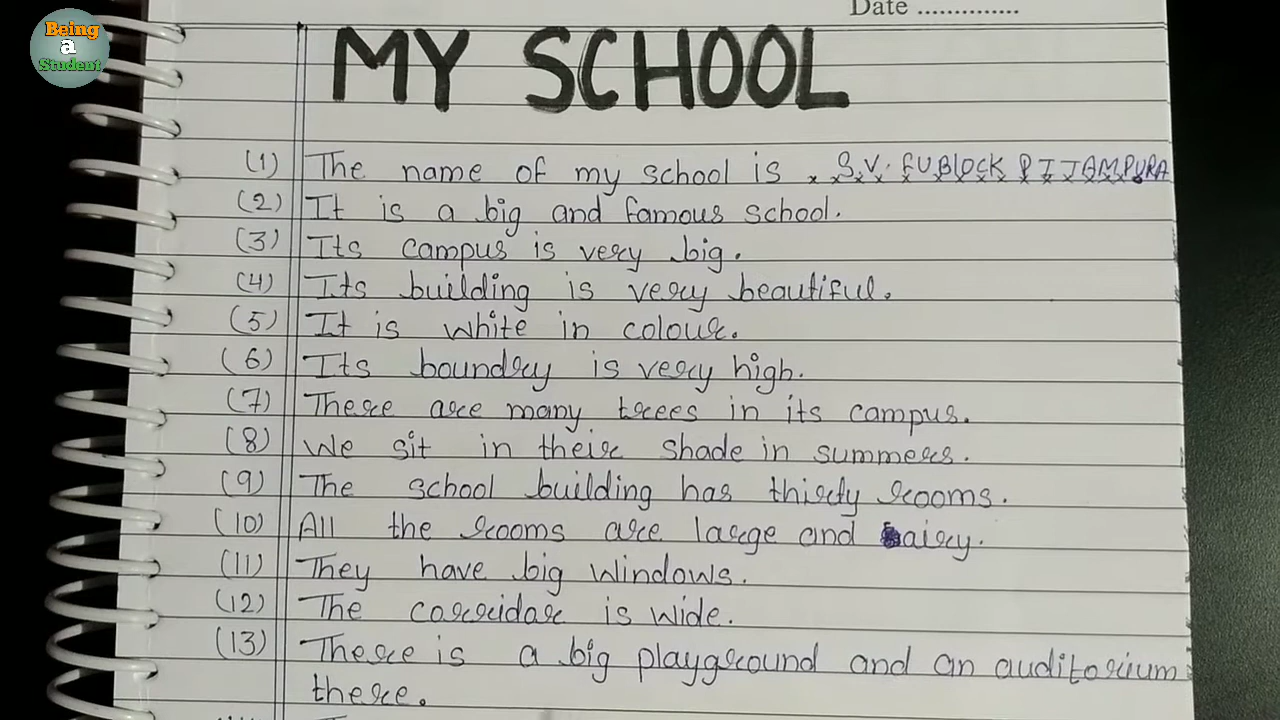 Being
a
Student
Date ..............
MY SCHOOL
(1) The name of my school is . S.V. EUBLOCK PITAMPURA
(2) It is a big and famous school.
(3) Its campus is very big.
(4) Its building is very beautiful.
(5) It is white in colour.
(6) Its boundry is very high.
(7) There are many trees in its campus.
(8) We sit in their shade in summers.
(9) The school building has thirty rooms.
(10) All the rooms are large and airy.
(11) They have big windows.
(12) The corridor is wide.
(13) There is a big playground and an auditorium
there.